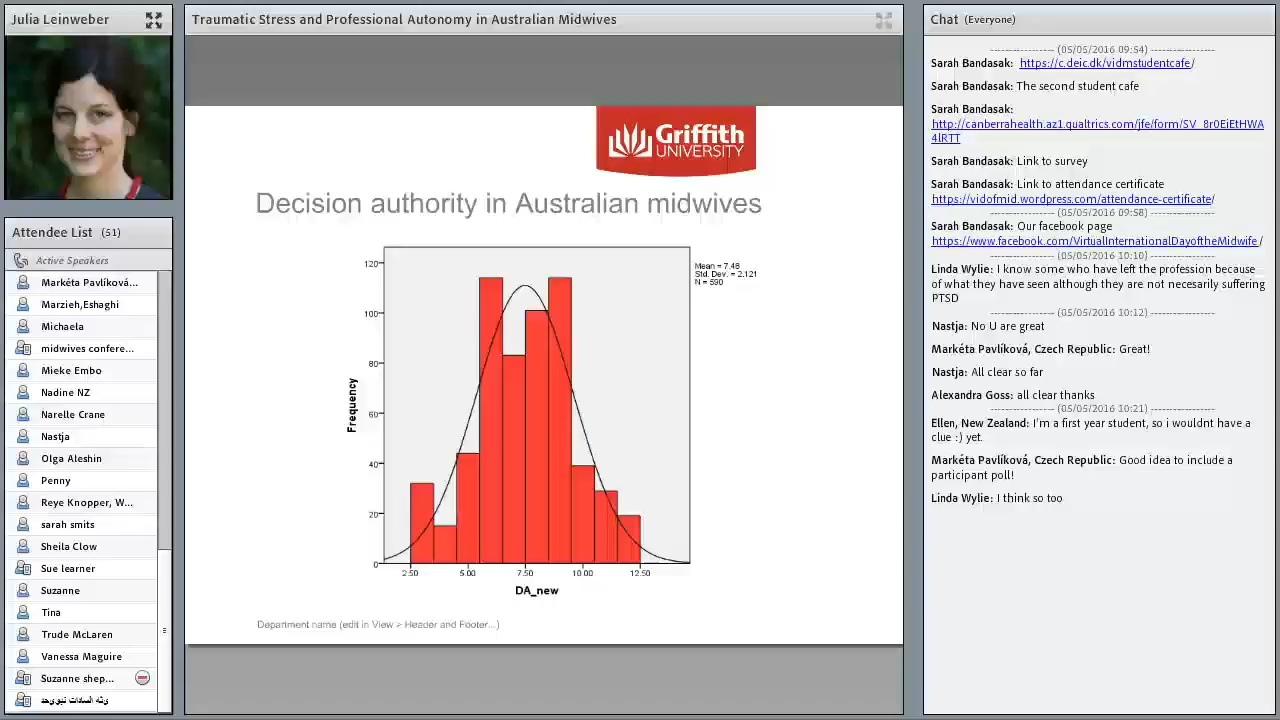 Julia Leinweber
Attendee List (51)
Active Speakers
Markéta Pavlíková...
Marzieh,Eshaghi
Michaela
midwives confere...
Mieke Embo
Nadine NZ
Narelle Crane
Nastja
Olga Aleshin
Penny
Reye Knopper, W...
sarah smits
Sheila Clow
Sue learner
Suzanne
Tina
Trude McLaren
Vanessa Maguire
Suzanne shep...
Traumatic Stress and Professional Autonomy in Australian Midwives
Griffith
UNIVERSITY
Decision authority in Australian midwives
Mean = 7.48
Std. Dev. = 2.121
N = 590
Frequency
120
100
80
60
40
20
0
2.50 5.00 7.50 10.00 12.50
DA_new
Department name (edit in View > Header and Footer...)
Chat (Everyone)
------------------ (05/05/2016 09:54) ------------------
Sarah Bandasak: https://c.deic.dk/vidmstudentcafe/
Sarah Bandasak: The second student cafe
Sarah Bandasak:
http://canberrahealth.az1.qualtrics.com/jfe/form/SV_8r0EiEtHWA
4lRTT
Sarah Bandasak: Link to survey
Sarah Bandasak: Link to attendance certificate
https://vidofmid.wordpress.com/attendance-certificate/
------------------ (05/05/2016 09:58) ------------------
Sarah Bandasak: Our facebook page
https://www.facebook.com/VirtualInternationalDayoftheMidwife/
------------------ (05/05/2016 10:10) ------------------
Linda Wylie: I know some who have left the profession because
of what they have seen although they are not necesarily suffering
PTSD
------------------ (05/05/2016 10:12) ------------------
Nastja: No U are great
Markéta Pavlíková, Czech Republic: Great!
Nastja: All clear so far
Alexandra Goss: all clear thanks
------------------ (05/05/2016 10:21) ------------------
Ellen, New Zealand: I'm a first year student, so i wouldnt have a
clue :) yet.
Markéta Pavlíková, Czech Republic: Good idea to include a
participant poll!
Linda Wylie: I think so too